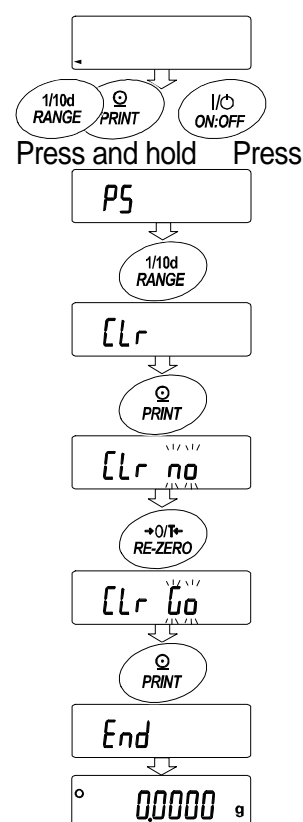 1/10d RANGE PRINT I/ ON:OFF
Press and hold Press
PS
1/10d
RANGE
CLr
PRINT
CLr no
→0/T←
RE-ZERO
CLr Go
PRINT
End
0.0000 g